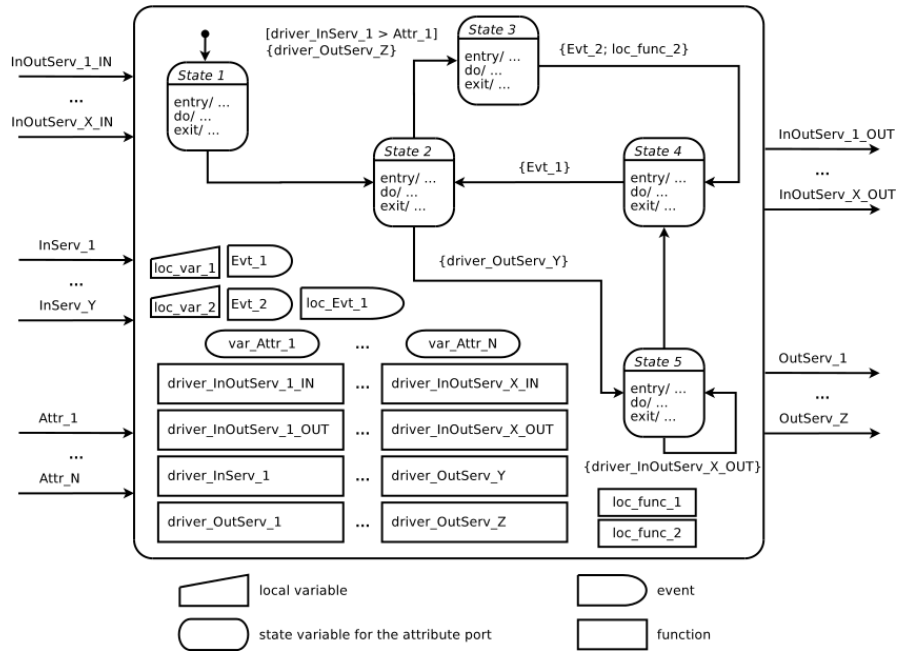 [driver_InServ_1 > Attr_1]
{driver_OutServ_Z}
State 3
entry/ ...
do/ ...
exit/ ...
{Evt_2; loc_func_2}
InOutServ_1_IN
...
InOutServ_X_IN
State 1
entry/ ...
do/ ...
exit/ ...
State 2
entry/ ...
do/ ...
exit/ ...
{Evt_1}
State 4
entry/ ...
do/ ...
exit/ ...
InOutServ_1_OUT
...
InOutServ_X_OUT
InServ_1
...
InServ_Y
loc_var_1
Evt_1
{driver_OutServ_Y}
loc_var_2
Evt_2
loc_Evt_1
var_Attr_1
...
var_Attr_N
State 5
entry/ ...
do/ ...
exit/ ...
OutServ_1
...
OutServ_Z
driver_InOutServ_1_IN
...
driver_InOutServ_X_IN
Attr_1
...
Attr_N
driver_InOutServ_1_OUT
...
driver_InOutServ_X_OUT
{driver_InOutServ_X_OUT}
driver_InServ_1
...
driver_OutServ_Y
driver_OutServ_1
...
driver_OutServ_Z
loc_func_1
loc_func_2
local variable
event
state variable for the attribute port
function